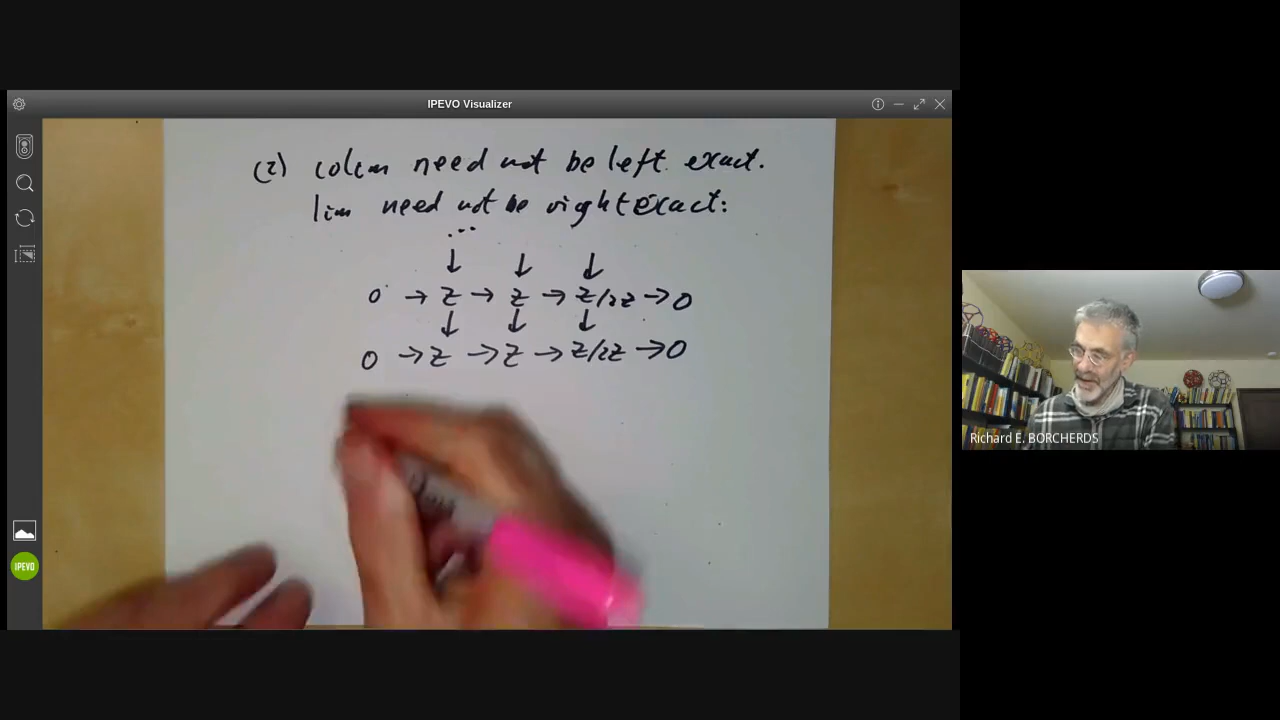 IPEVO Visualizer
(2) colim need not be left exact.
lim need not be right exact:
...
↓ ↓ ↓
0 → Z → Z → Z/2Z → 0
↓ ↓ ↓
0 → Z → Z → Z/2Z → 0
Richard E. BORCHERDS
IPEVO